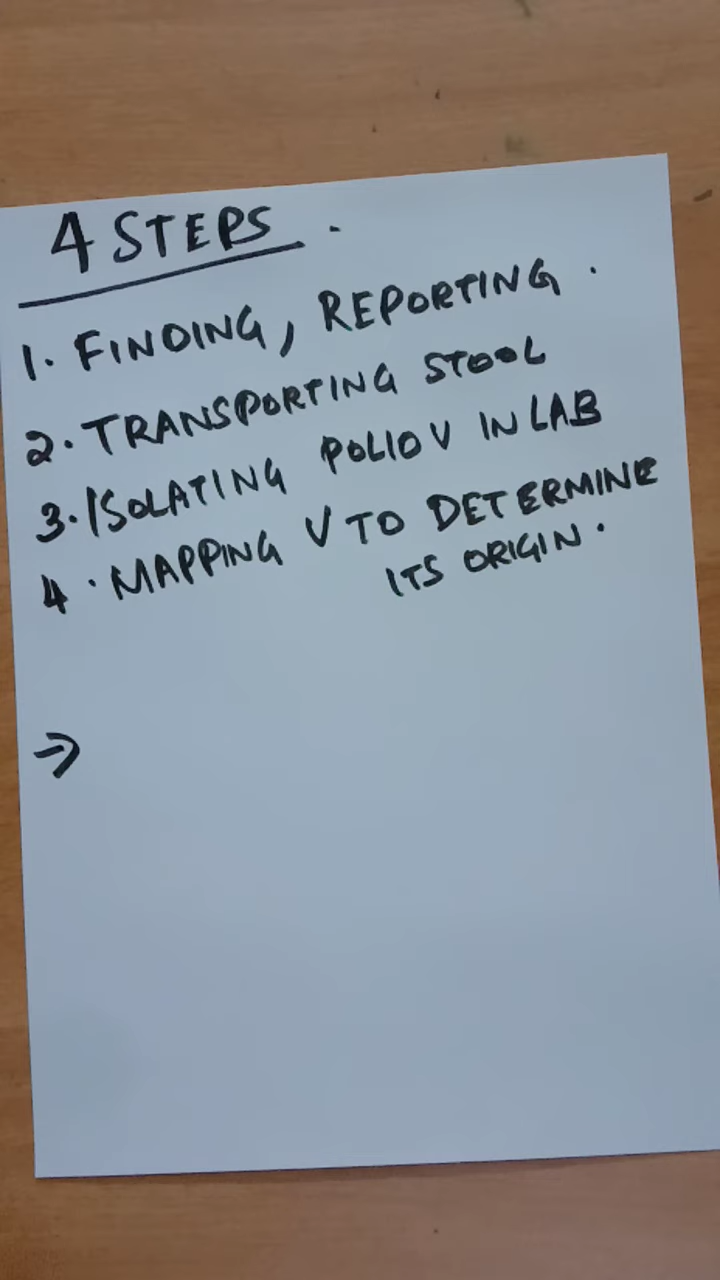 4 STEPS .
1. FINDING, REPORTING .
2. TRANSPORTING STOOL
3. ISOLATING POLIO V IN LAB
4. MAPPING V TO DETERMINE
ITS ORIGIN.
→